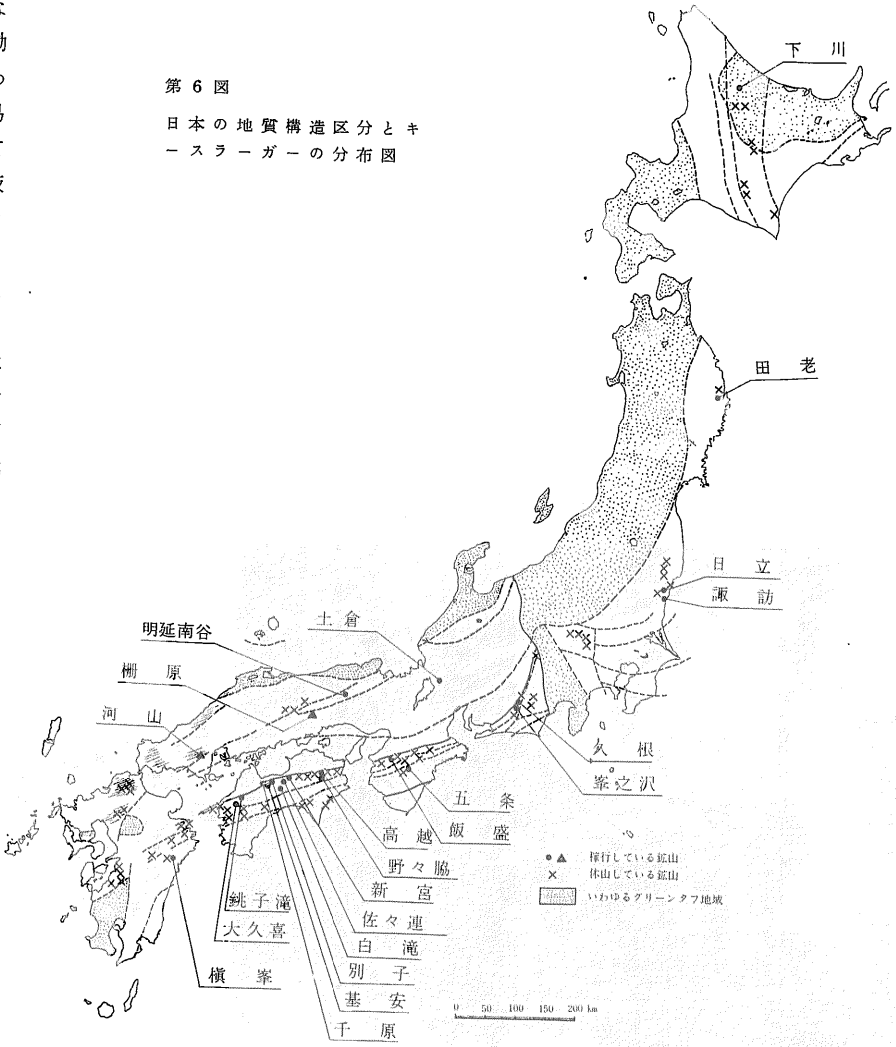 第6図
日本の地質構造区分とキ
ースラーガーの分布図
下川
田老
日立
諏訪
土倉
明延南谷
柵原
河山
久根
峯之沢
五条
飯盛
高越
野々脇
新宮
佐々連
白滝
別子
基安
千原
銚子滝
大久喜
槇峯
稼行している鉱山
休山している鉱山
いわゆるグリーンタフ地域
0 50 100 150 200 km